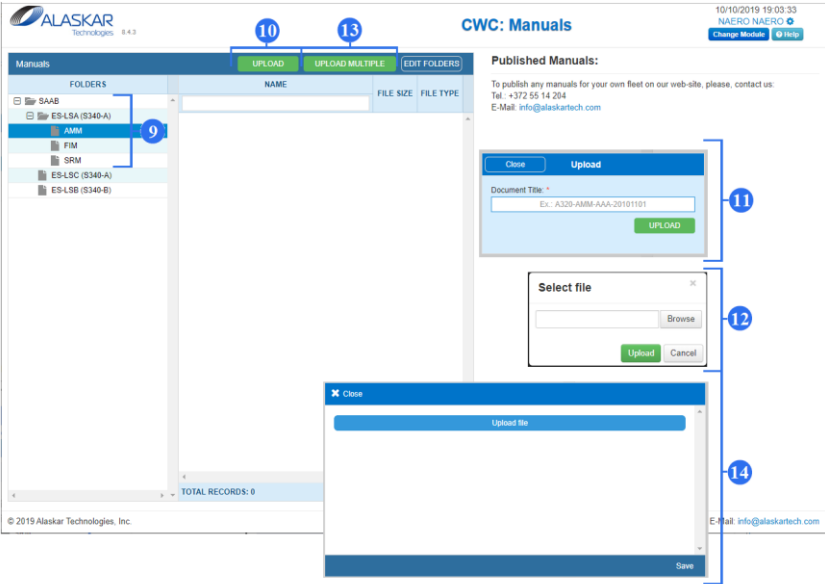 ALASKAR
Technologies 8.4.3
10
13
CWC: Manuals
10/10/2019 19:03:33
NAERO NAERO
Change Module
Help
Manuals
UPLOAD
UPLOAD MULTIPLE
EDIT FOLDERS
Published Manuals:
FOLDERS
NAME
FILE SIZE
FILE TYPE
To publish any manuals for your own fleet on our web-site, please, contact us:
Tel.: +372 55 14 204
E-Mail: info@alaskartech.com
SAAB
ES-LSA (S340-A)
AMM
FIM
SRM
ES-LSC (S340-A)
ES-LSB (S340-B)
9
Close
Upload
Document Title: *
Ex.: A320-AMM-AAA-20101101
UPLOAD
11
Select file
×
Browse
Upload
Cancel
12
Close
Upload file
Save
14
TOTAL RECORDS: 0
© 2019 Alaskar Technologies, Inc.
E-Mail: info@alaskartech.com